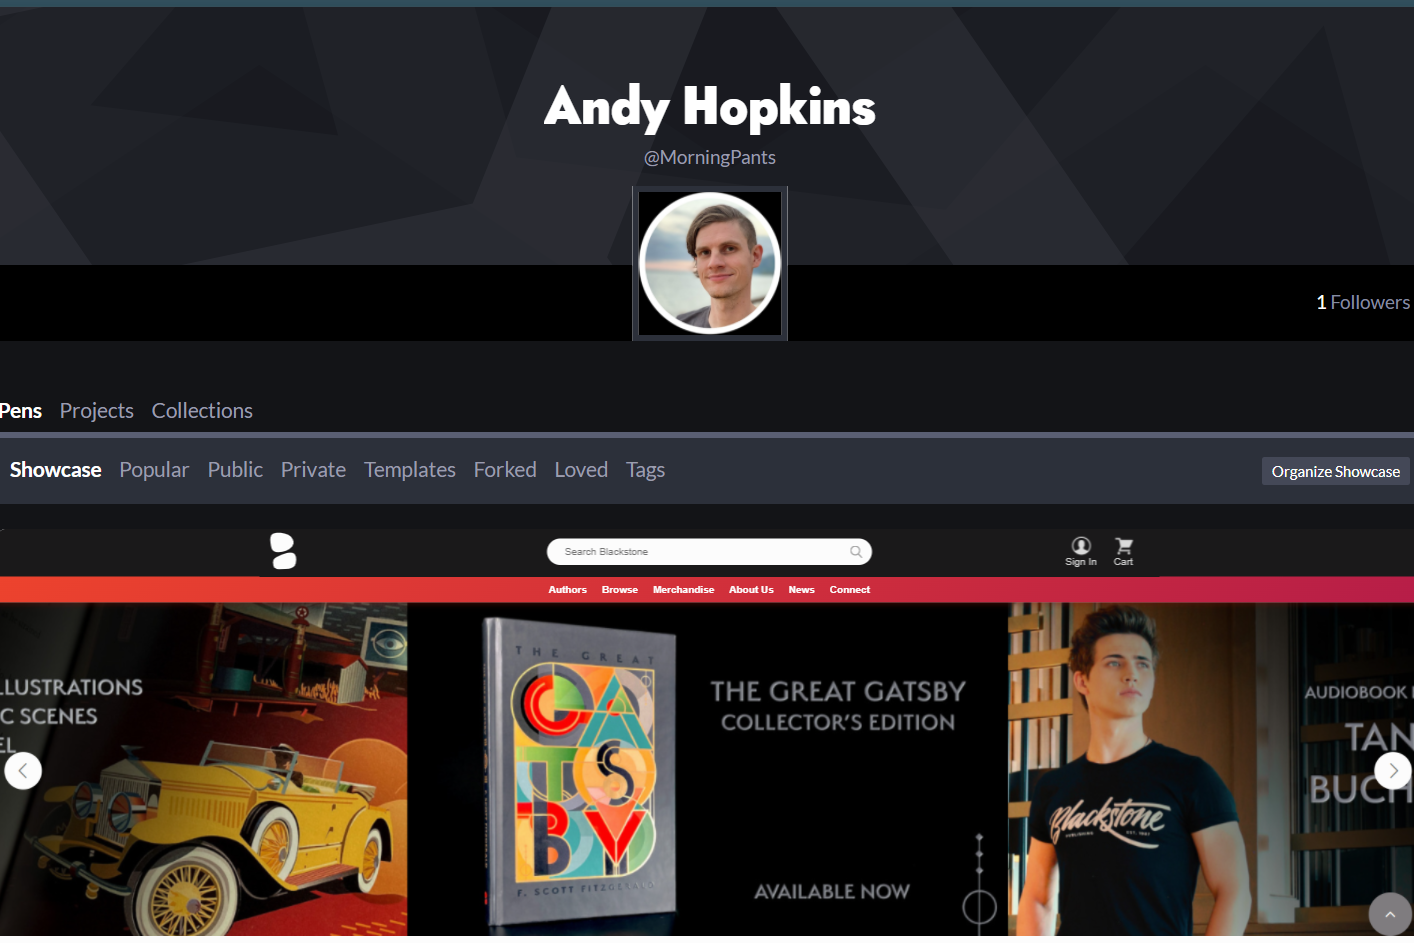 Andy Hopkins
@MorningPants
1 Followers
Pens Projects Collections
Showcase Popular Public Private Templates Forked Loved Tags
Organize Showcase
Search Blackstone
Sign In Cart
Authors Browse Merchandise About Us News Connect
LLUSTRATIONS
C SCENES
EL
THE GREAT
GATSBY
F. SCOTT FITZGERALD
THE GREAT GATSBY
COLLECTOR'S EDITION
AVAILABLE NOW
Blackstone
PUBLISHING
AUDIOBOOK
TAN
BUCH